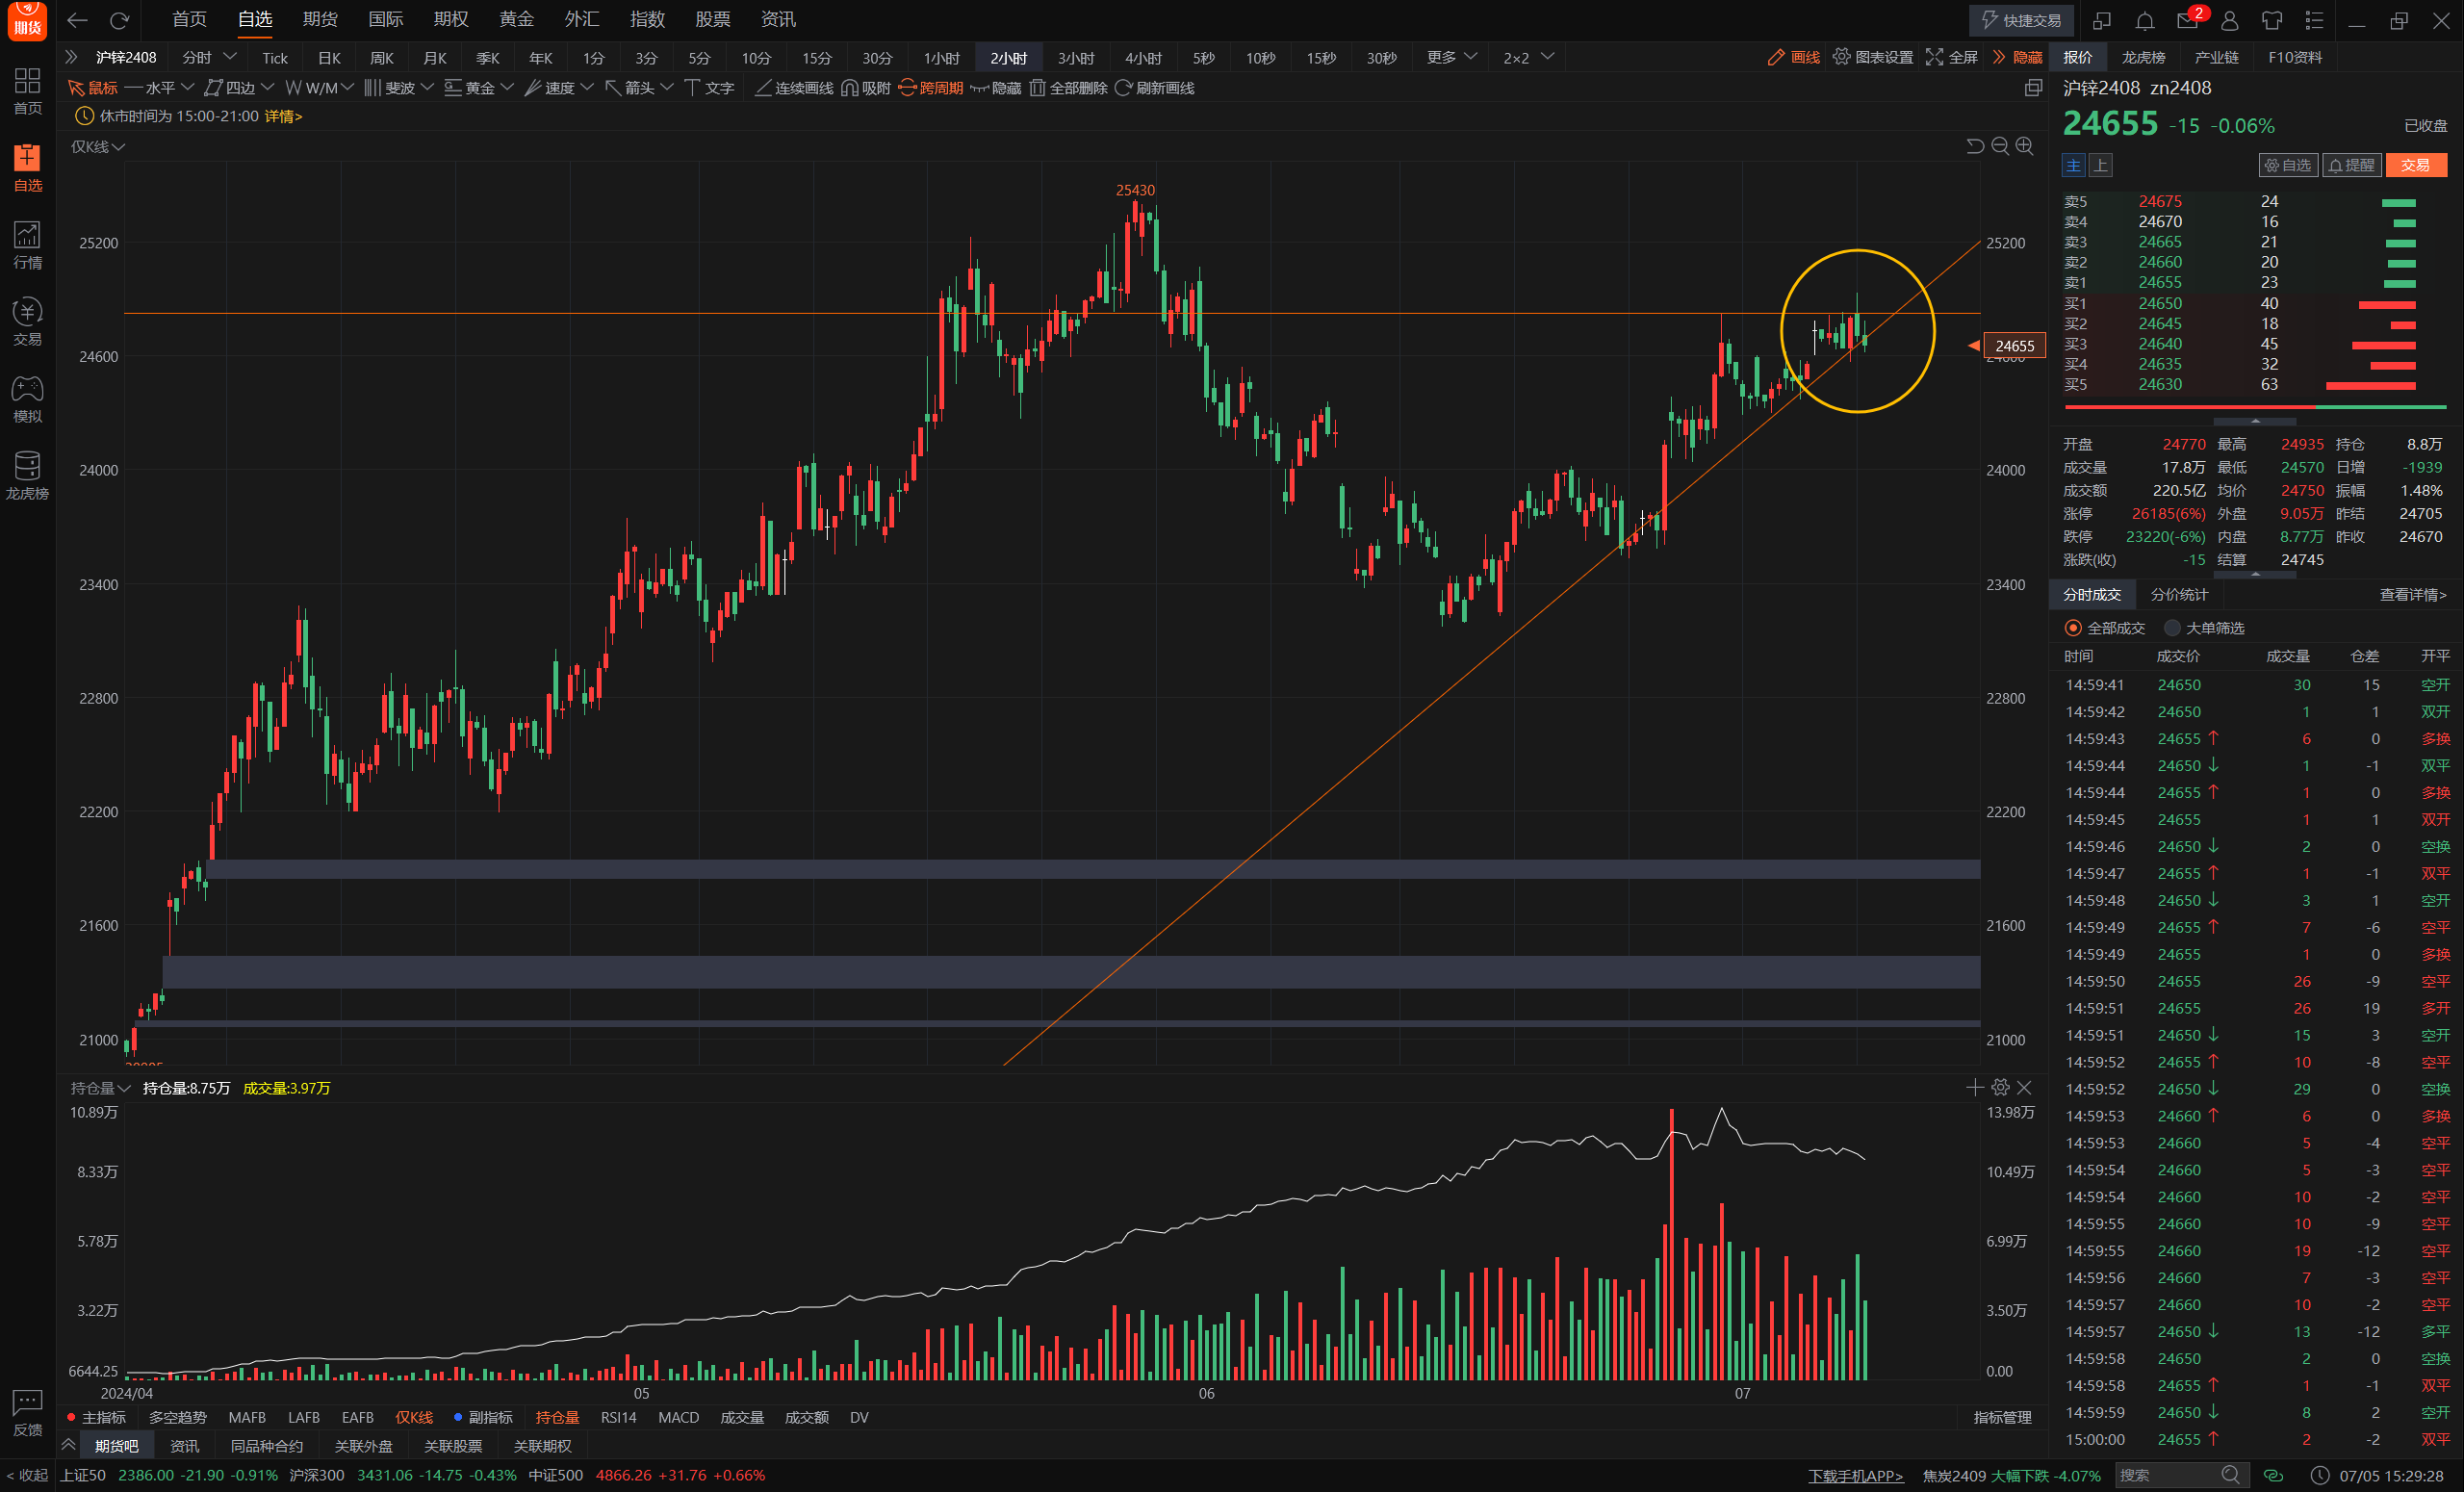 期货 首页 自选 期货 国际 期权 黄金 外汇 指数 股票 资讯 快捷交易 2
沪锌2408 分时 Tick 日K 周K 月K 季K 年K 1分 3分 5分 10分 15分 30分 1小时 2小时 3小时 4小时 5秒 10秒 15秒 30秒 更多 2×2 画线 图表设置 全屏 隐藏
鼠标 水平 四边 W/M 斐波 黄金 速度 箭头 文字 连续画线 吸附 跨周期 隐藏 全部删除 刷新画线
休市时间为 15:00-21:00 详情>
仅K线
首页
自选
行情
交易
模拟
龙虎榜
反馈
< 收起
25430
25200 25200
24600 24600
24655
24000 24000
23400 23400
22800 22800
22200 22200
21600 21600
21000 21000
持仓量 持仓量:8.75万 成交量:3.97万
10.89万 13.98万
8.33万 10.49万
5.78万 6.99万
3.22万 3.50万
6644.25 0.00
2024/04 05 06 07
主指标 多空趋势 MAFB LAFB EAFB 仅K线 副指标 持仓量 RSI14 MACD 成交量 成交额 DV 指标管理
期货吧 资讯 同品种合约 关联外盘 关联股票 关联期权
报价 龙虎榜 产业链 F10资料
沪锌2408 zn2408
24655 -15 -0.06% 已收盘
主 上 自选 提醒 交易
卖5 24675 24
卖4 24670 16
卖3 24665 21
卖2 24660 20
卖1 24655 23
买1 24650 40
买2 24645 18
买3 24640 45
买4 24635 32
买5 24630 63
开盘 24770 最高 24935 持仓 8.8万
成交量 17.8万 最低 24570 日增 -1939
成交额 220.5亿 均价 24750 振幅 1.48%
涨停 26185(6%) 外盘 9.05万 昨结 24705
跌停 23220(-6%) 内盘 8.77万 昨收 24670
涨跌(收) -15 结算 24745
分时成交 分价统计 查看详情>
全部成交 大单筛选
时间 成交价 成交量 仓差 开平
14:59:41 24650 30 15 空开
14:59:42 24650 1 1 双开
14:59:43 24655 ↑ 6 0 多换
14:59:44 24650 ↓ 1 -1 双平
14:59:44 24655 ↑ 1 0 多换
14:59:45 24655 1 1 双开
14:59:46 24650 ↓ 2 0 空换
14:59:47 24655 ↑ 1 -1 双平
14:59:48 24650 ↓ 3 1 空开
14:59:49 24655 ↑ 7 -6 空平
14:59:49 24655 1 0 多换
14:59:50 24655 26 -9 空平
14:59:51 24655 26 19 多开
14:59:51 24650 ↓ 15 3 空开
14:59:52 24655 ↑ 10 -8 空平
14:59:52 24650 ↓ 29 0 空换
14:59:53 24660 ↑ 6 0 多换
14:59:53 24660 5 -4 空平
14:59:54 24660 5 -3 空平
14:59:54 24660 10 -2 空平
14:59:55 24660 10 -9 空平
14:59:55 24660 19 -12 空平
14:59:56 24660 7 -3 空平
14:59:57 24660 10 -2 空平
14:59:57 24650 ↓ 13 -12 多平
14:59:58 24650 2 0 空换
14:59:58 24655 ↑ 1 -1 双平
14:59:59 24650 ↓ 8 2 空开
15:00:00 24655 ↑ 2 -2 双平
上证50 2386.00 -21.90 -0.91% 沪深300 3431.06 -14.75 -0.43% 中证500 4866.26 +31.76 +0.66% 下载手机APP> 焦炭2409 大幅下跌 -4.07% 搜索 07/05 15:29:28